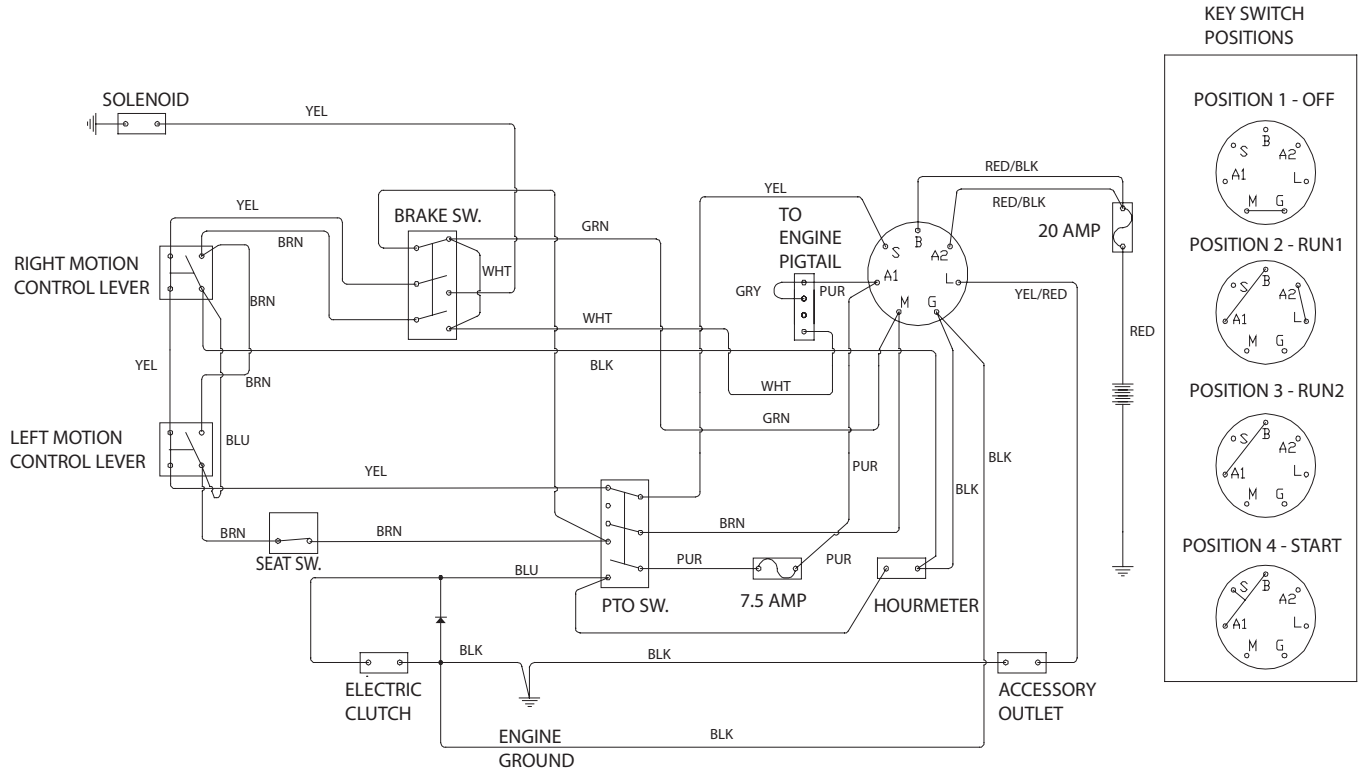 KEY SWITCH
POSITIONS
SOLENOID
YEL
POSITION 1 - OFF
S
B
A2
A1
L
M
G
RED/BLK
YEL
RED/BLK
YEL
BRAKE SW.
TO
ENGINE
PIGTAIL
20 AMP
BRN
GRN
S
B
A2
POSITION 2 - RUN1
RIGHT MOTION
CONTROL LEVER
WHT
A1
L
S
B
A2
GRY
PUR
YEL/RED
BRN
M
G
A1
L
WHT
RED
M
G
YEL
BLK
BRN
WHT
POSITION 3 - RUN2
GRN
LEFT MOTION
CONTROL LEVER
BLU
S
B
A2
BLK
YEL
PUR
A1
L
BLK
M
G
BRN
BRN
BRN
SEAT SW.
PUR
PUR
POSITION 4 - START
BLU
PTO SW.
7.5 AMP
HOURMETER
S
B
A2
A1
L
BLK
BLK
M
G
ELECTRIC
CLUTCH
ACCESSORY
OUTLET
ENGINE
GROUND
BLK